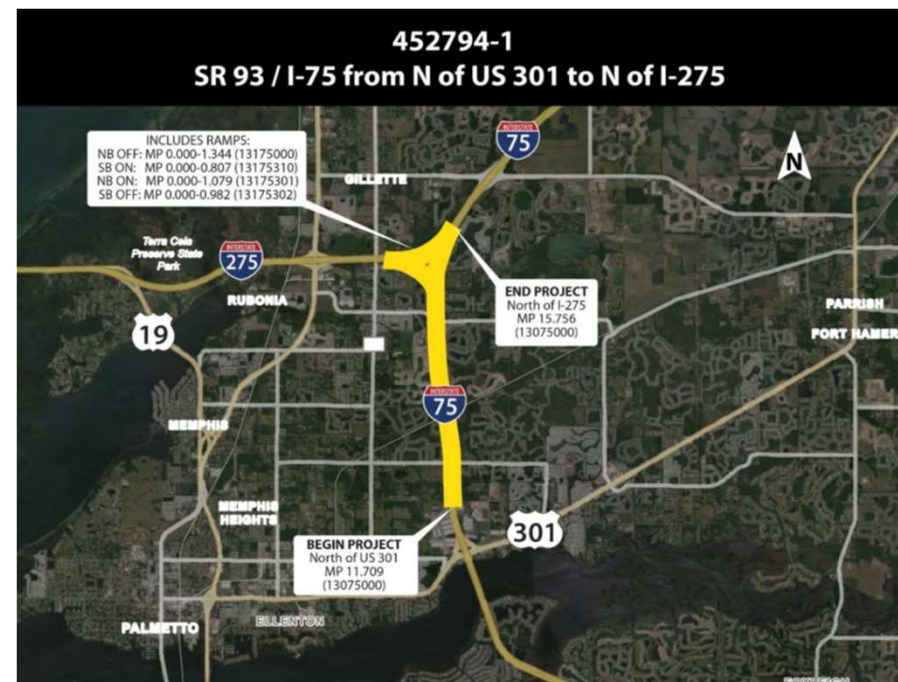 452794-1
SR 93 / I-75 from N of US 301 to N of I-275
INTERSTATE
75
N
INCLUDES RAMPS:
NB OFF: MP 0.000-1.344 (13175000)
SB ON: MP 0.000-0.807 (13175310)
NB ON: MP 0.000-1.079 (13175301)
SB OFF: MP 0.000-0.982 (13175302)
GILLETTE
Terra Ceia
Preserve State
Park
INTERSTATE
275
RUBONIA
END PROJECT
North of I-275
MP 15.756
(13075000)
PARRISH
FORT HAMER
19
INTERSTATE
75
MEMPHIS
MEMPHIS
HEIGHTS
301
BEGIN PROJECT
North of US 301
MP 11.709
(13075000)
ELLENTON
PALMETTO